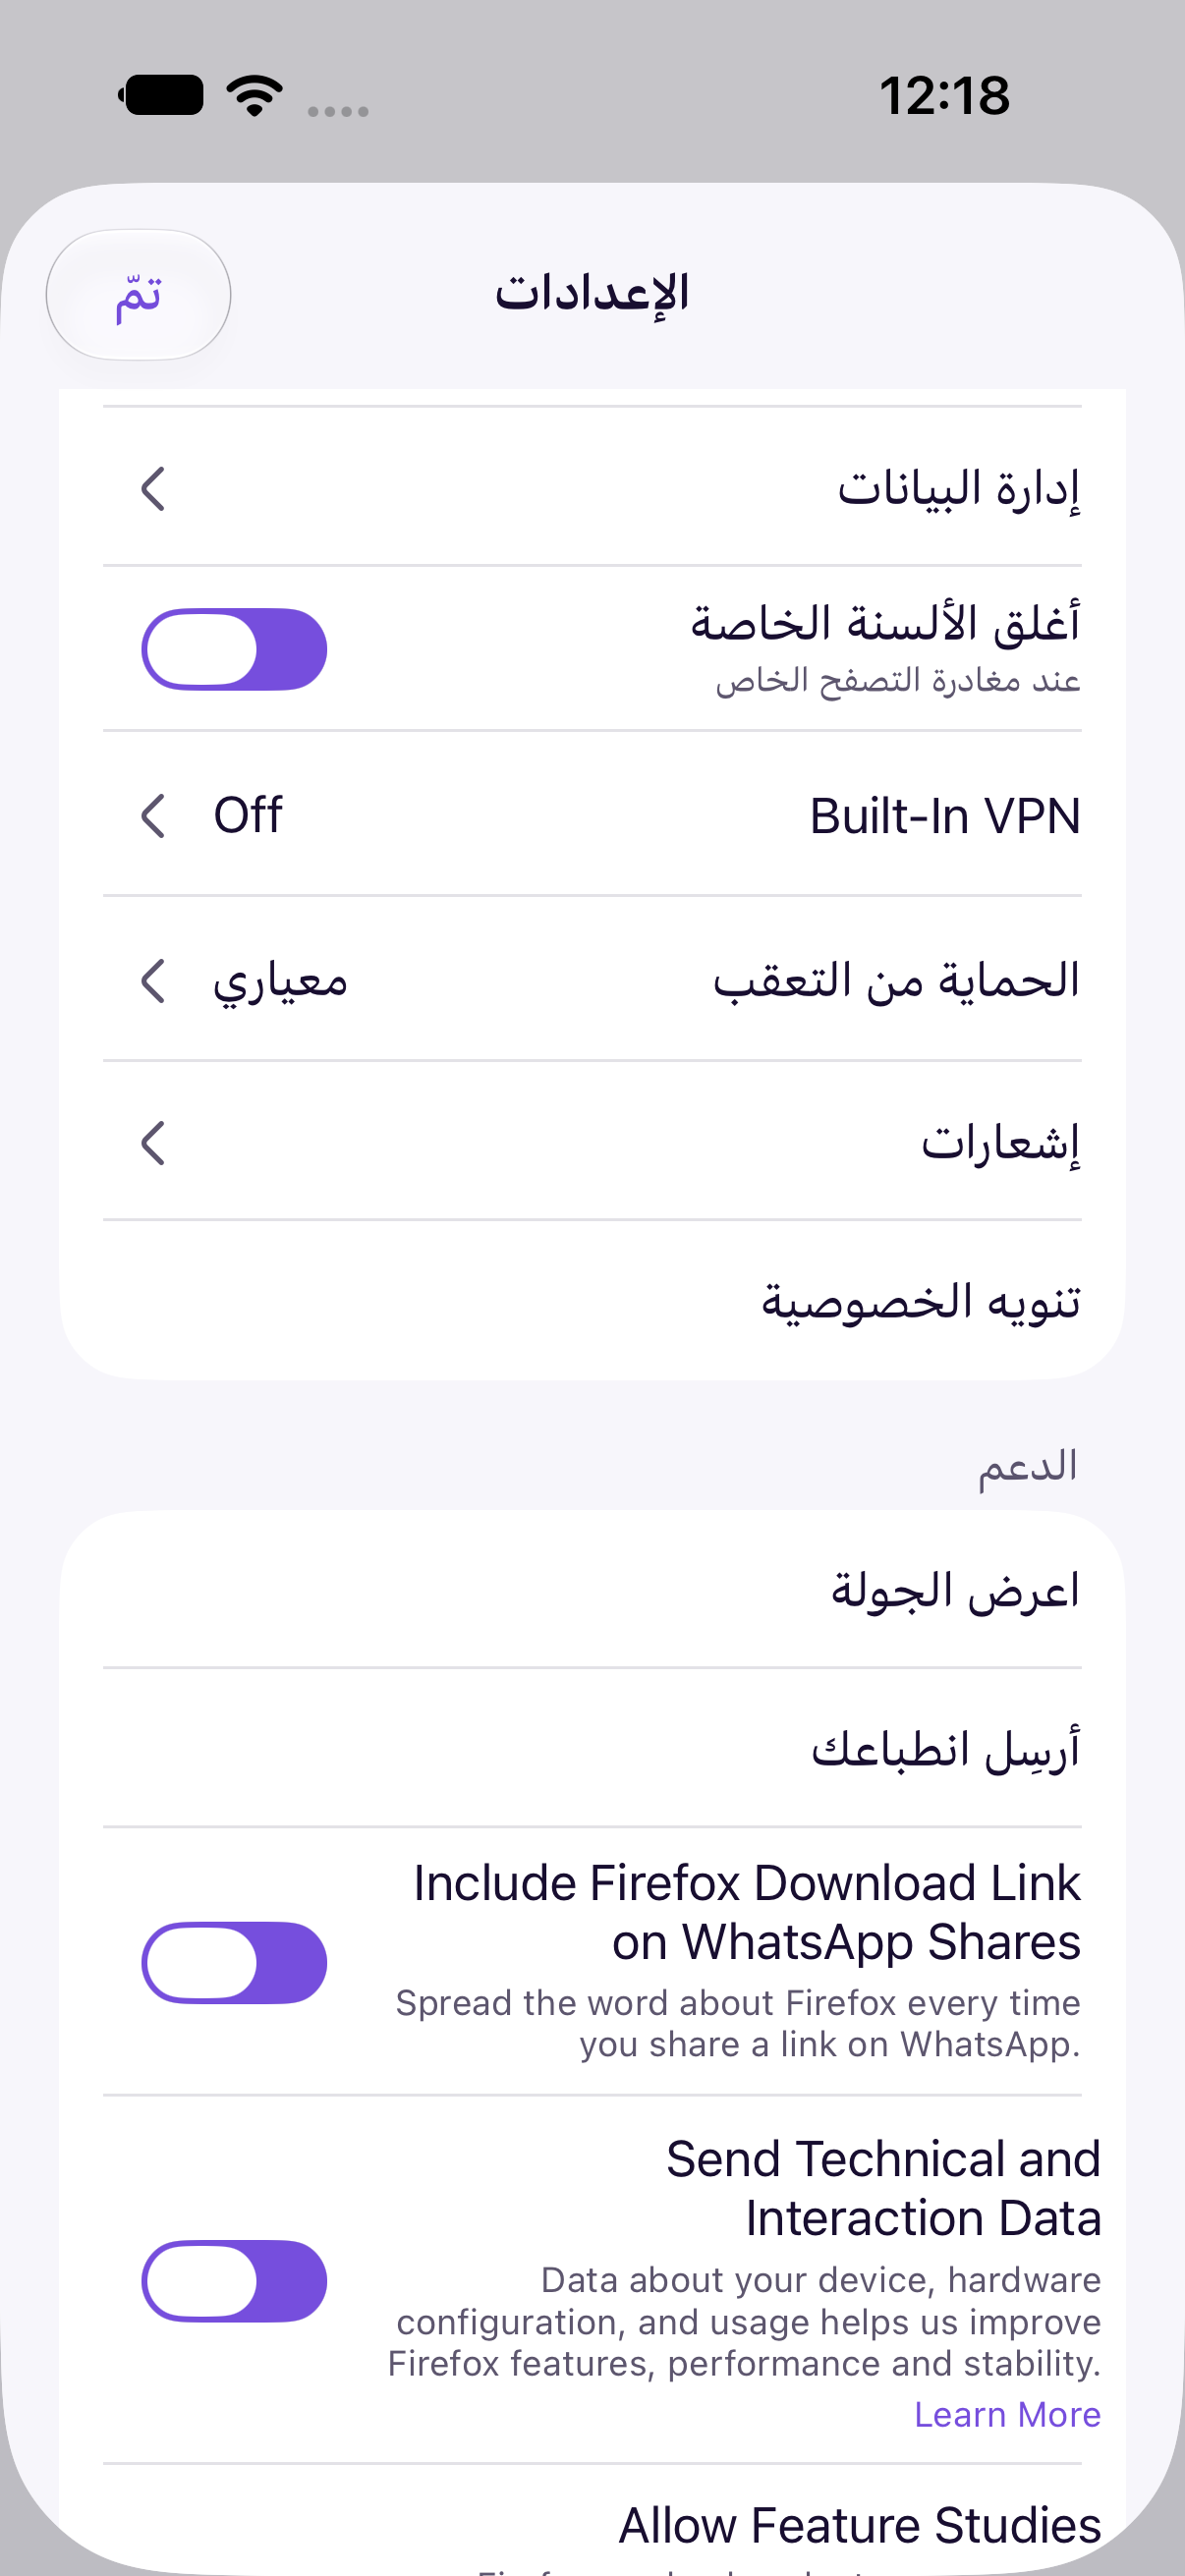 12:18
الإعدادات
تمّ
إدارة البيانات
أغلق الألسنة الخاصة
عند مغادرة التصفح الخاص
Built-In VPN
Off
الحماية من التعقب
معياري
إشعارات
تنويه الخصوصية
الدعم
اعرض الجولة
أرسِل انطباعك
Include Firefox Download Link
on WhatsApp Shares
Spread the word about Firefox every time
you share a link on WhatsApp.
Send Technical and
Interaction Data
Data about your device, hardware
configuration, and usage helps us improve
Firefox features, performance and stability.
Learn More
Allow Feature Studies